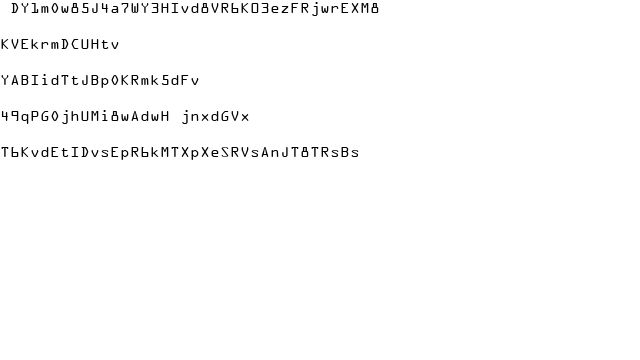 DY1m0w85J4a7WY3HIvd8VR6KO3ezFRjwrEXM8
KVEkrmDCUHtv
YABIidTtJBp0KRmk5dFv
49qPG0jhUMi8wAdwH jnxdGVx
T6KvdEtIDvsEpR6kMTXpXeSRVsAnJT8TRsBs